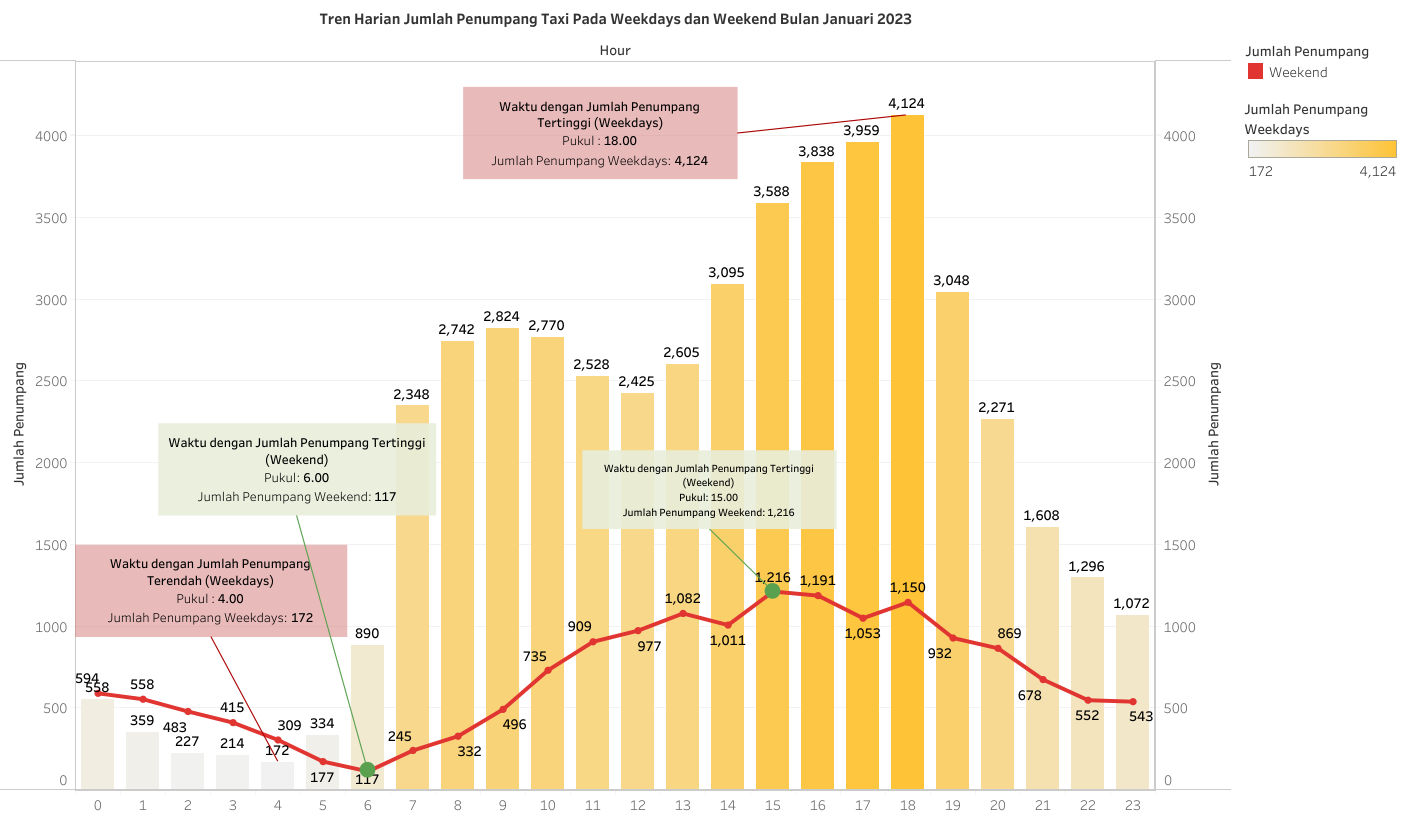 Tren Harian Jumlah Penumpang Taxi Pada Weekdays dan Weekend Bulan Januari 2023
Hour
Jumlah Penumpang
Weekend
Jumlah Penumpang
Weekdays
172 4,124
Waktu dengan Jumlah Penumpang
Tertinggi (Weekdays)
Pukul : 18.00
Jumlah Penumpang Weekdays: 4,124
Waktu dengan Jumlah Penumpang Tertinggi
(Weekend)
Pukul: 6.00
Jumlah Penumpang Weekend: 117
Waktu dengan Jumlah Penumpang Tertinggi
(Weekend)
Pukul: 15.00
Jumlah Penumpang Weekend: 1,216
Waktu dengan Jumlah Penumpang
Terendah (Weekdays)
Pukul : 4.00
Jumlah Penumpang Weekdays: 172
Jumlah Penumpang
4000
3500
3000
2500
2000
1500
1000
500
0
558 359 227 214 172 334 890 2,348 2,742 2,824 2,770 2,528 2,425 2,605 3,095 3,588 3,838 3,959 4,124 3,048 2,271 1,608 1,296 1,072
594 558 483 415 309 177 117 245 332 496 735 909 977 1,082 1,011 1,216 1,191 1,053 1,150 932 869 678 552 543
0 1 2 3 4 5 6 7 8 9 10 11 12 13 14 15 16 17 18 19 20 21 22 23
4000
3500
3000
2500
2000
1500
1000
500
0
Jumlah Penumpang